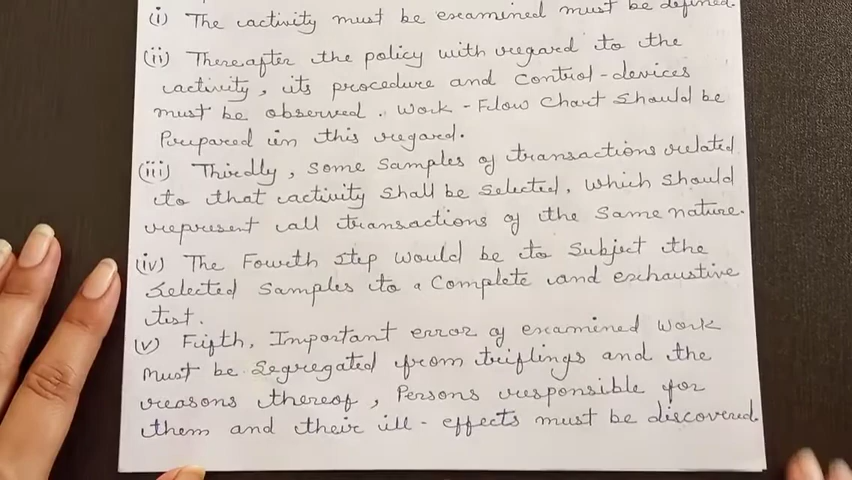 (i) The activity must be examined must be defined.
(ii) Thereafter the policy with regard to the
activity, its procedure and control-devices
must be observed. Work-Flow Chart should be
Prepared in this regard.
(iii) Thirdly, some samples of transactions related
to that activity shall be selected, which should
represent all transactions of the same nature.
(iv) The Fourth step would be to subject the
selected samples to a complete and exhaustive
test.
(v) Fifth, Important error of examined work
must be segregated from triflings and the
reasons thereof, Persons responsible for
them and their ill-effects must be discovered.